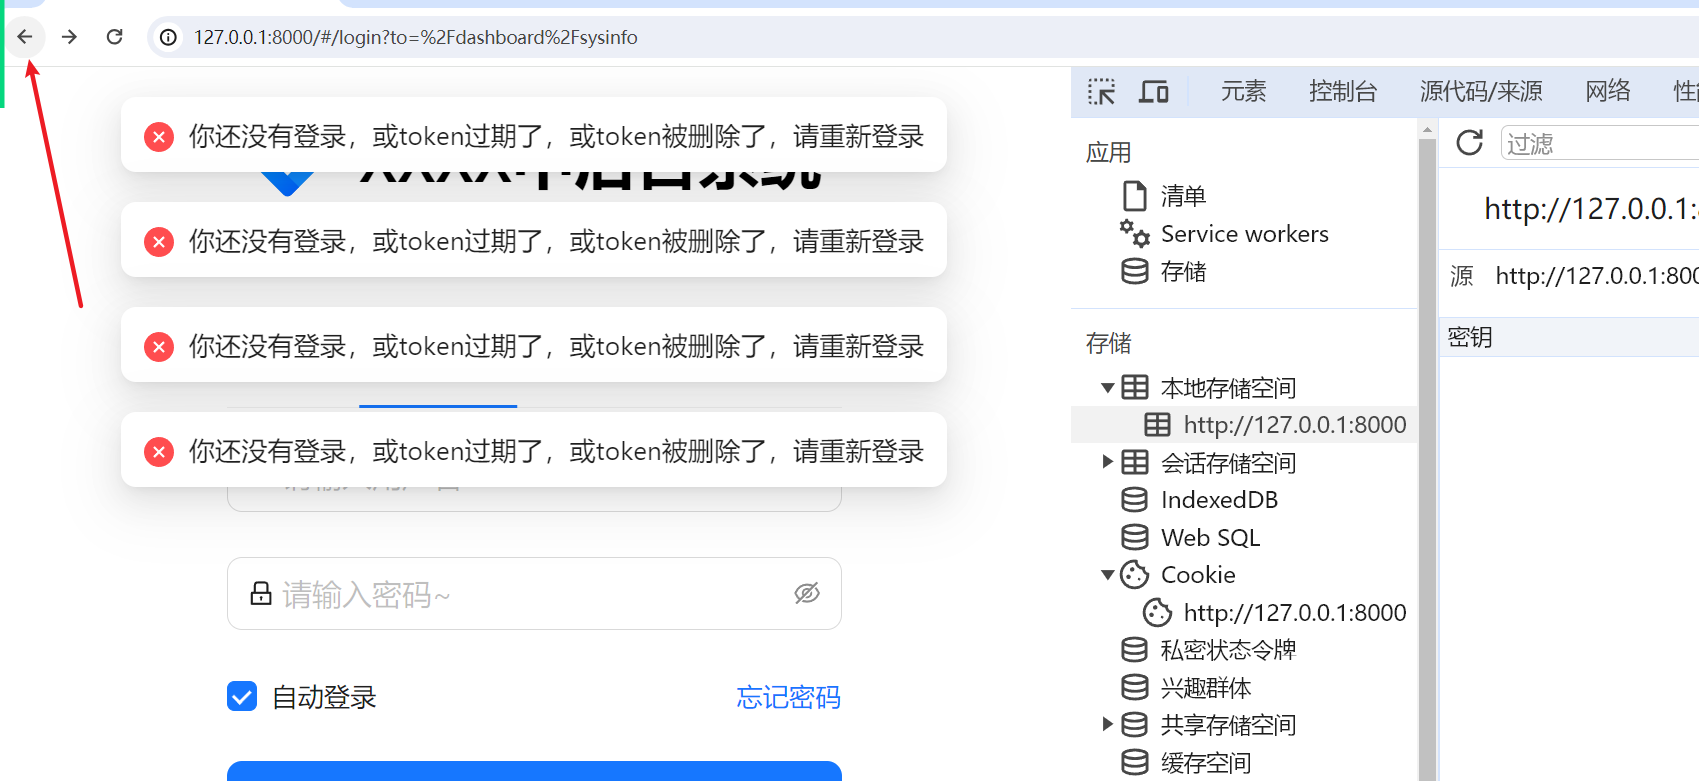 127.0.0.1:8000/#/login?to=%2Fdashboard%2Fsysinfo
你还没有登录，或token过期了，或token被删除了，请重新登录
你还没有登录，或token过期了，或token被删除了，请重新登录
你还没有登录，或token过期了，或token被删除了，请重新登录
你还没有登录，或token过期了，或token被删除了，请重新登录
请输入密码~
自动登录
忘记密码
元素 控制台 源代码/来源 网络
应用
清单
Service workers
存储
存储
本地存储空间
http://127.0.0.1:8000
会话存储空间
IndexedDB
Web SQL
Cookie
http://127.0.0.1:8000
私密状态令牌
兴趣群体
共享存储空间
缓存空间
过滤
http://127.0.0.1:
源 http://127.0.0.1:800
密钥